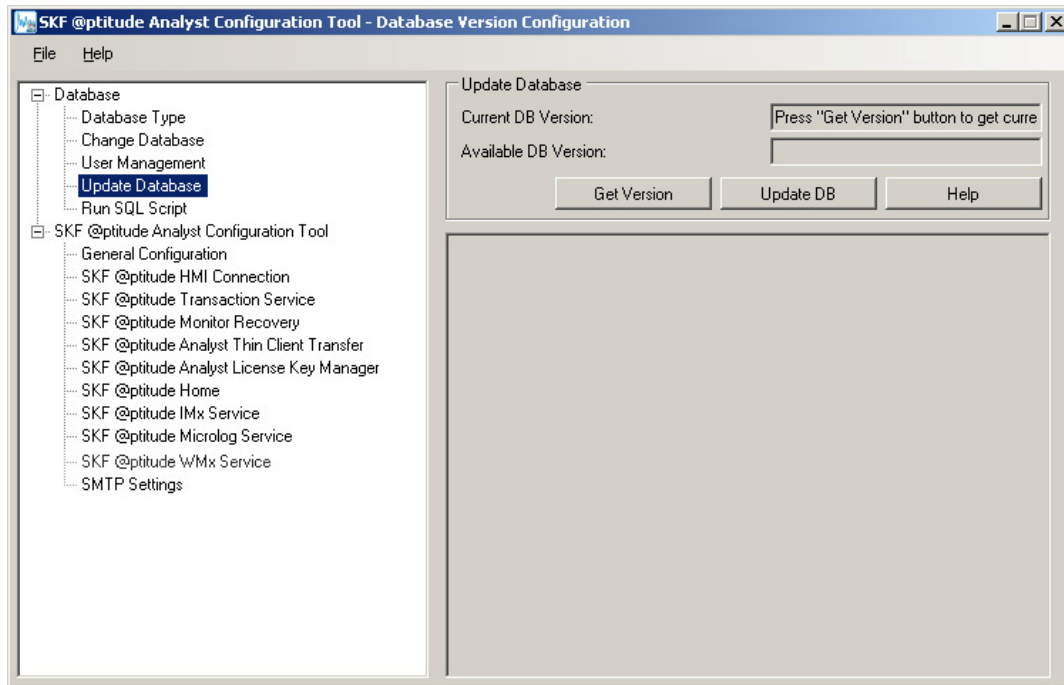 SKF @ptitude Analyst Configuration Tool - Database Version Configuration
File Help
Database
Database Type
Change Database
User Management
Update Database
Run SQL Script
SKF @ptitude Analyst Configuration Tool
General Configuration
SKF @ptitude HMI Connection
SKF @ptitude Transaction Service
SKF @ptitude Monitor Recovery
SKF @ptitude Analyst Thin Client Transfer
SKF @ptitude Analyst License Key Manager
SKF @ptitude Home
SKF @ptitude IMx Service
SKF @ptitude Microlog Service
SKF @ptitude WMx Service
SMTP Settings
Update Database
Current DB Version: Press "Get Version" button to get curre
Available DB Version:
Get Version Update DB Help